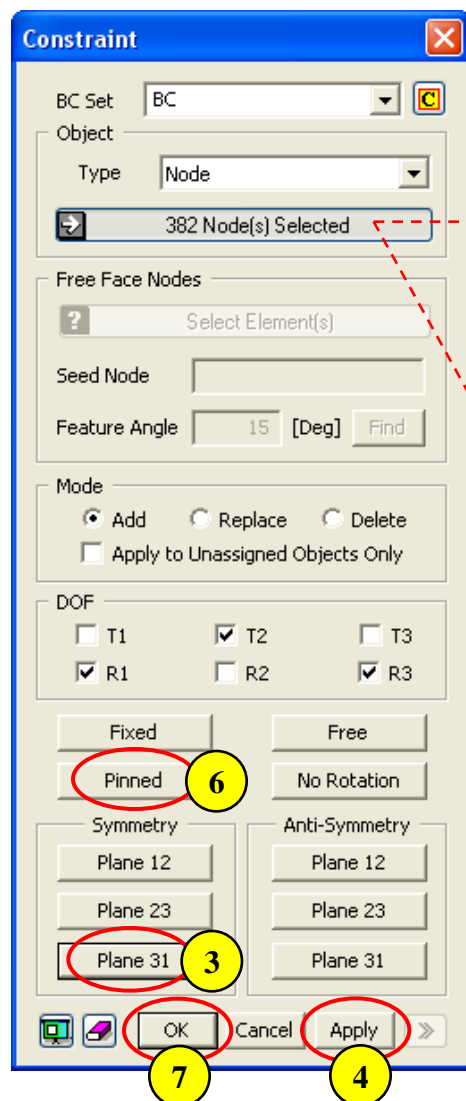 Constraint
BC Set BC C
Object
Type Node
382 Node(s) Selected
Free Face Nodes
? Select Element(s)
Seed Node
Feature Angle 15 [Deg] Find
Mode
Add Replace Delete
Apply to Unassigned Objects Only
DOF
T1 T2 T3
R1 R2 R3
Fixed Free
Pinned 6 No Rotation
Symmetry Anti-Symmetry
Plane 12 Plane 12
Plane 23 Plane 23
Plane 31 3 Plane 31
OK Cancel Apply >>
7 4